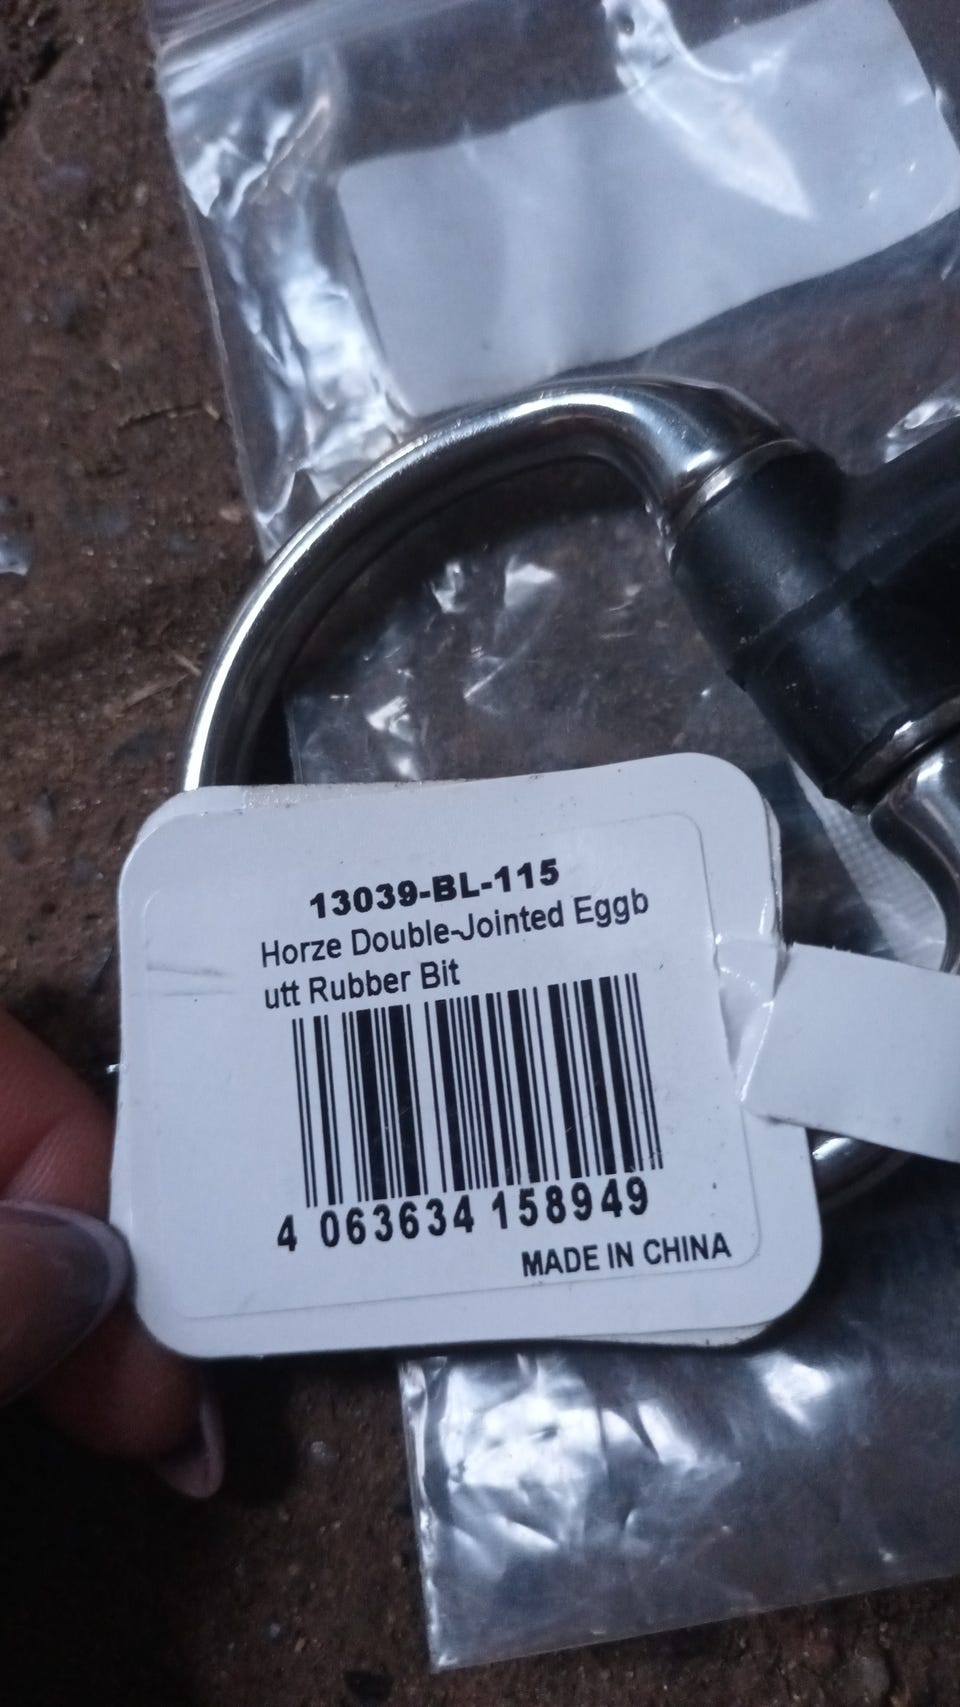 13039-BL-115
Horze Double-Jointed Eggb
utt Rubber Bit
4 063634 158949
MADE IN CHINA